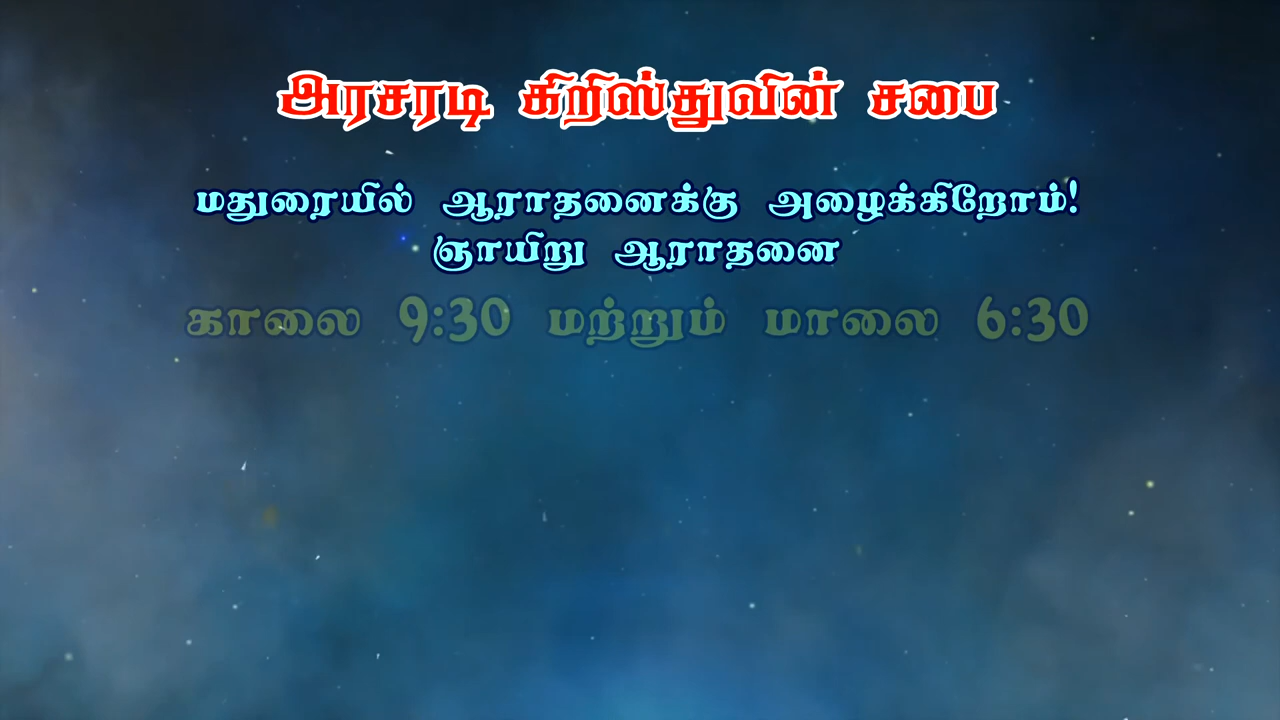 அரசரடி கிறிஸ்துவின் சபை
மதுரையில் ஆராதனைக்கு அழைக்கிறோம்!
ஞாயிறு ஆராதனை
காலை 9:30 மற்றும் மாலை 6:30